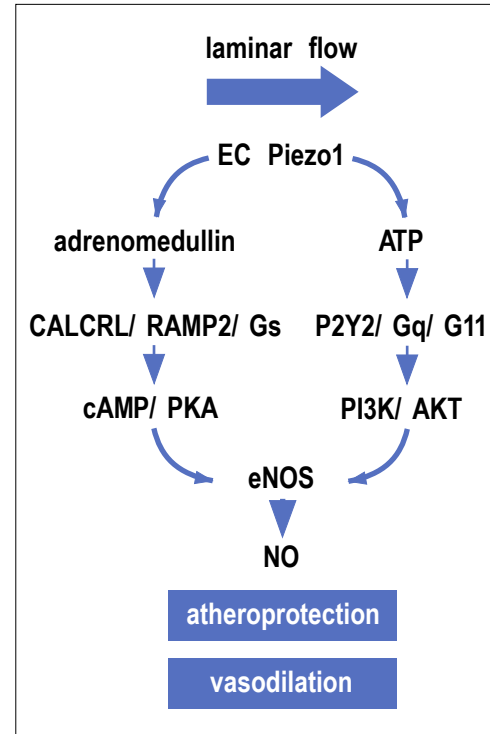 laminar flow
EC Piezo1
adrenomedullin ATP
CALCRL/ RAMP2/ Gs P2Y2/ Gq/ G11
cAMP/ PKA PI3K/ AKT
eNOS
NO
atheroprotection
vasodilation